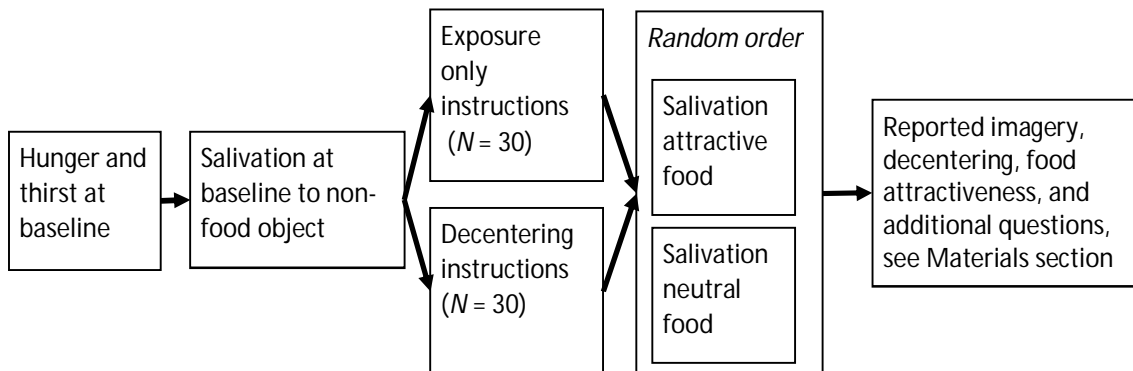 Hunger and
thirst at
baseline
Salivation at
baseline to non-
food object
Exposure
only
instructions
(N = 30)
Decentering
instructions
(N = 30)
Random order
Salivation
attractive
food
Salivation
neutral
food
Reported imagery,
decentering, food
attractiveness, and
additional questions,
see Materials section